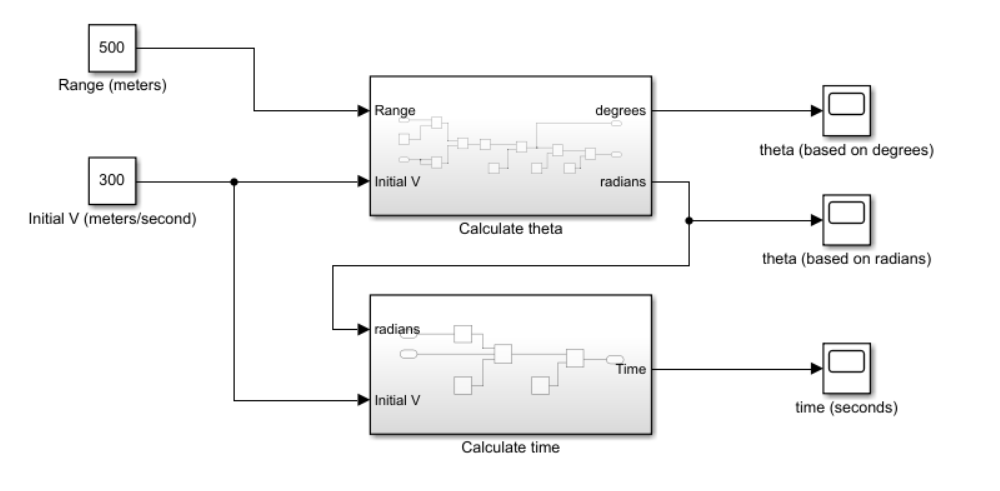 500
Range (meters)
300
Initial V (meters/second)
Range
Initial V
degrees
radians
Calculate theta
theta (based on degrees)
theta (based on radians)
radians
Initial V
Time
Calculate time
time (seconds)